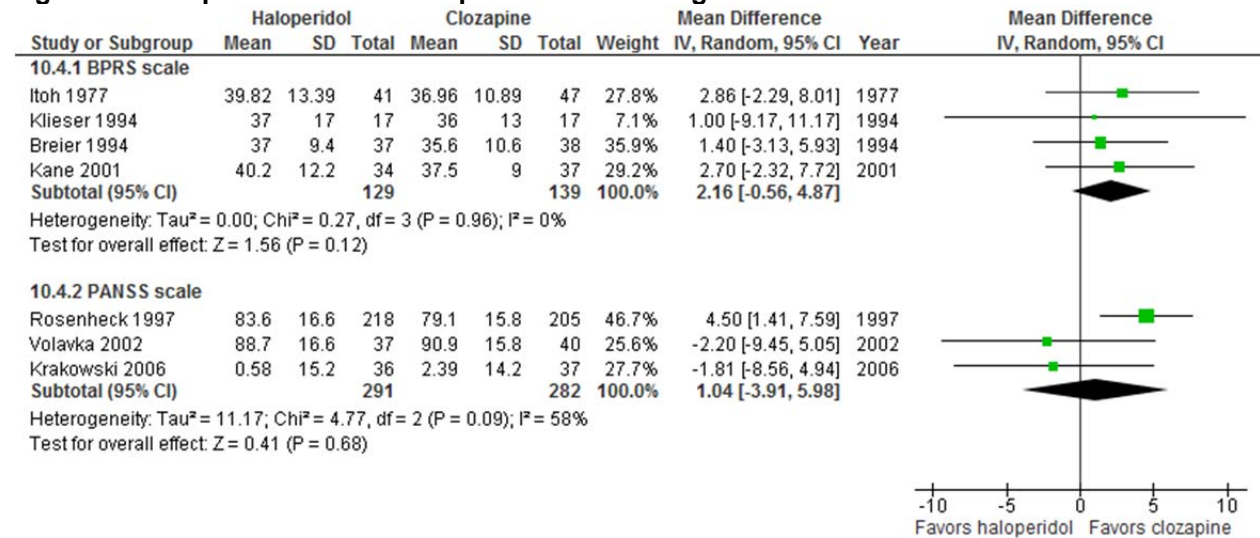 Haloperidol Clozapine Mean Difference Mean Difference
Study or Subgroup Mean SD Total Mean SD Total Weight IV, Random, 95% CI Year IV, Random, 95% CI
10.4.1 BPRS scale
Itoh 1977 39.82 13.39 41 36.96 10.89 47 27.8% 2.86 [-2.29, 8.01] 1977
Klieser 1994 37 17 17 36 13 17 7.1% 1.00 [-9.17, 11.17] 1994
Breier 1994 37 9.4 37 35.6 10.6 38 35.9% 1.40 [-3.13, 5.93] 1994
Kane 2001 40.2 12.2 34 37.5 9 37 29.2% 2.70 [-2.32, 7.72] 2001
Subtotal (95% CI) 129 139 100.0% 2.16 [-0.56, 4.87]
Heterogeneity: Tau² = 0.00; Chi² = 0.27, df = 3 (P = 0.96); I² = 0%
Test for overall effect: Z = 1.56 (P = 0.12)
10.4.2 PANSS scale
Rosenheck 1997 83.6 16.6 218 79.1 15.8 205 46.7% 4.50 [1.41, 7.59] 1997
Volavka 2002 88.7 16.6 37 90.9 15.8 40 25.6% -2.20 [-9.45, 5.05] 2002
Krakowski 2006 0.58 15.2 36 2.39 14.2 37 27.7% -1.81 [-8.56, 4.94] 2006
Subtotal (95% CI) 291 282 100.0% 1.04 [-3.91, 5.98]
Heterogeneity: Tau² = 11.17; Chi² = 4.77, df = 2 (P = 0.09); I² = 58%
Test for overall effect: Z = 0.41 (P = 0.68)
-10 -5 0 5 10
Favors haloperidol Favors clozapine